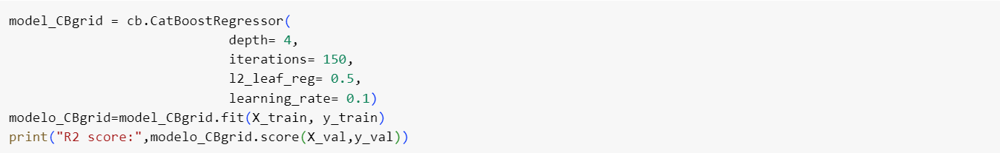 model_CBgrid = cb.CatBoostRegressor(
depth= 4,
iterations= 150,
l2_leaf_reg= 0.5,
learning_rate= 0.1)
modelo_CBgrid=model_CBgrid.fit(X_train, y_train)
print("R2 score:",modelo_CBgrid.score(X_val,y_val))